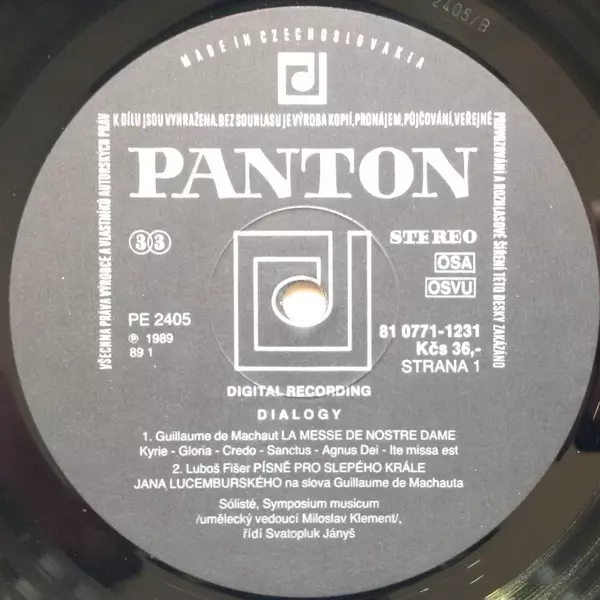 2405/B
MADE IN CZECHOSLOVAKIA
VŠECHNA PRÁVA VÝROBCE A VLASTNÍKŮ AUTORSKÝCH PRÁV
K DÍLU JSOU VYHRAŽENA. BEZ SOUHLASU JE VÝROBA KOPIÍ, PRONÁJEM, PŮJČOVÁNÍ, VEŘEJNÉ
PROVOZOVÁNÍ A ROZHLASOVÉ ŠÍŘENÍ TÉTO DESKY ZAKÁZÁNO
PANTON
33
STEREO
OSA
OSVU
PE 2405
℗ 1989
89 1
81 0771-1231
Kčs 36,-
STRANA 1
DIGITAL RECORDING
DIALOGY
1. Guillaume de Machaut LA MESSE DE NOSTRE DAME
Kyrie - Gloria - Credo - Sanctus - Agnus Dei - Ite missa est
2. Luboš Fišer PÍSNĚ PRO SLEPÉHO KRÁLE
JANA LUCEMBURSKÉHO na slova Guillaume de Machauta
Sólisté, Symposium musicum
/umělecký vedoucí Miloslav Klement/,
řídí Svatopluk Jányš